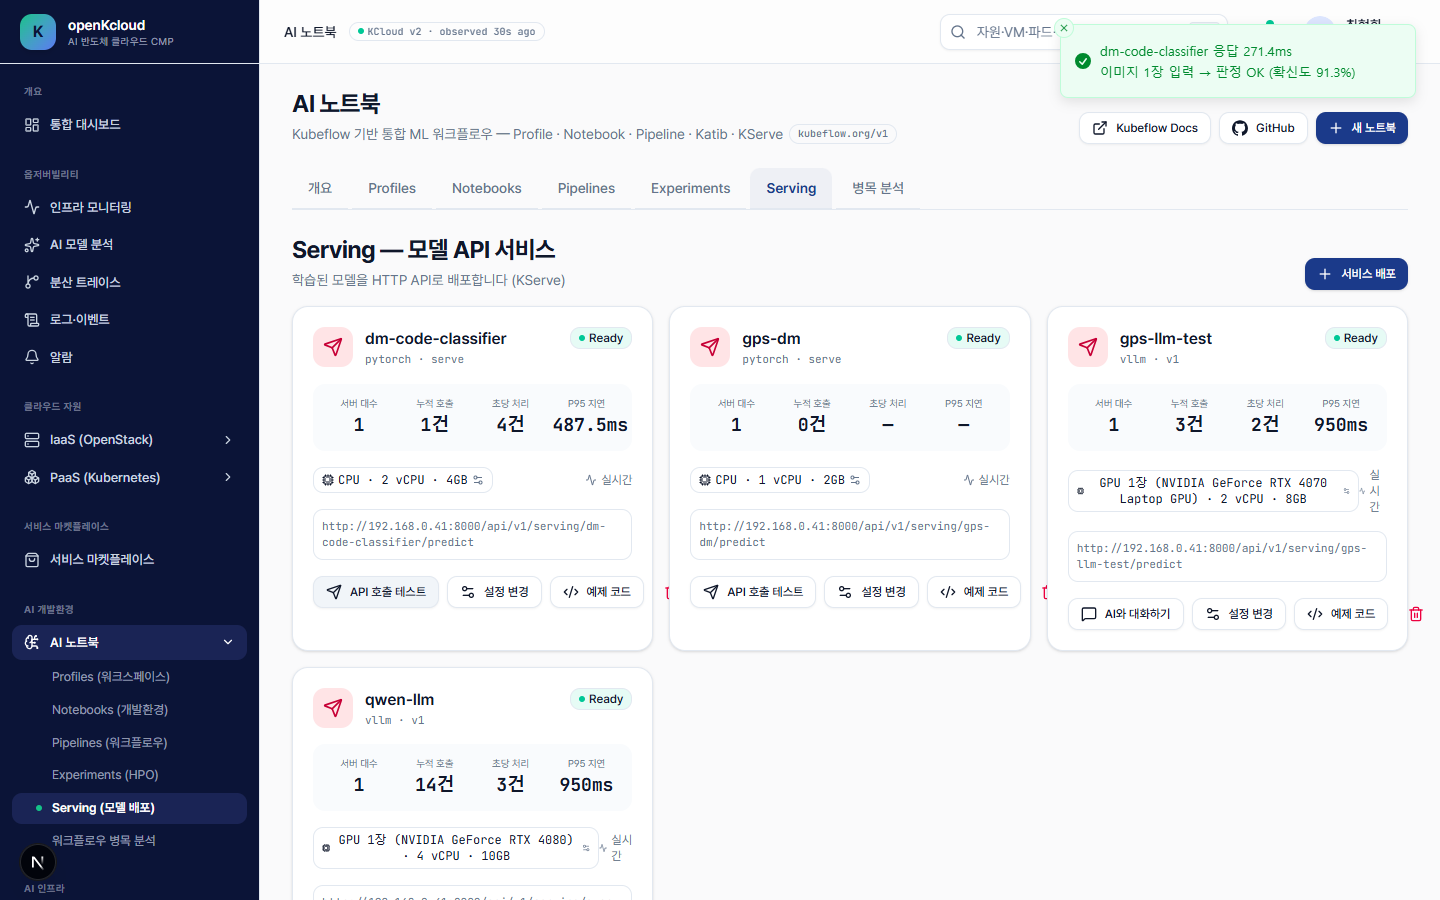 K
openKcloud
AI 반도체 클라우드 CMP
개요
통합 대시보드
옵저버빌리티
인프라 모니터링
AI 모델 분석
분산 트레이스
로그·이벤트
알람
클라우드 자원
IaaS (OpenStack)
PaaS (Kubernetes)
서비스 마켓플레이스
서비스 마켓플레이스
AI 개발환경
AI 노트북
Profiles (워크스페이스)
Notebooks (개발환경)
Pipelines (워크플로우)
Experiments (HPO)
Serving (모델 배포)
워크플로우 병목 분석
N
AI 인프라
AI 노트북
KCloud v2 · observed 30s ago
자원·VM·파드
dm-code-classifier 응답 271.4ms
이미지 1장 입력 → 판정 OK (확신도 91.3%)
AI 노트북
Kubeflow 기반 통합 ML 워크플로우 — Profile · Notebook · Pipeline · Katib · KServe
kubeflow.org/v1
Kubeflow Docs
GitHub
새 노트북
개요
Profiles
Notebooks
Pipelines
Experiments
Serving
병목 분석
Serving — 모델 API 서비스
학습된 모델을 HTTP API로 배포합니다 (KServe)
서비스 배포
dm-code-classifier
Ready
pytorch · serve
서버 대수 누적 호출 초당 처리 P95 지연
1 1건 4건 487.5ms
CPU · 2 vCPU · 4GB
실시간
http://192.168.0.41:8000/api/v1/serving/dm-
code-classifier/predict
API 호출 테스트
설정 변경
예제 코드
gps-dm
Ready
pytorch · serve
서버 대수 누적 호출 초당 처리 P95 지연
1 0건 — —
CPU · 1 vCPU · 2GB
실시간
http://192.168.0.41:8000/api/v1/serving/gps-
dm/predict
API 호출 테스트
설정 변경
예제 코드
gps-llm-test
Ready
vllm · v1
서버 대수 누적 호출 초당 처리 P95 지연
1 3건 2건 950ms
GPU 1장 (NVIDIA GeForce RTX 4070
Laptop GPU) · 2 vCPU · 8GB
실
시
간
http://192.168.0.41:8000/api/v1/serving/gps-
llm-test/predict
AI와 대화하기
설정 변경
예제 코드
qwen-llm
Ready
vllm · v1
서버 대수 누적 호출 초당 처리 P95 지연
1 14건 3건 950ms
GPU 1장 (NVIDIA GeForce RTX 4080)
· 4 vCPU · 10GB
실시
간